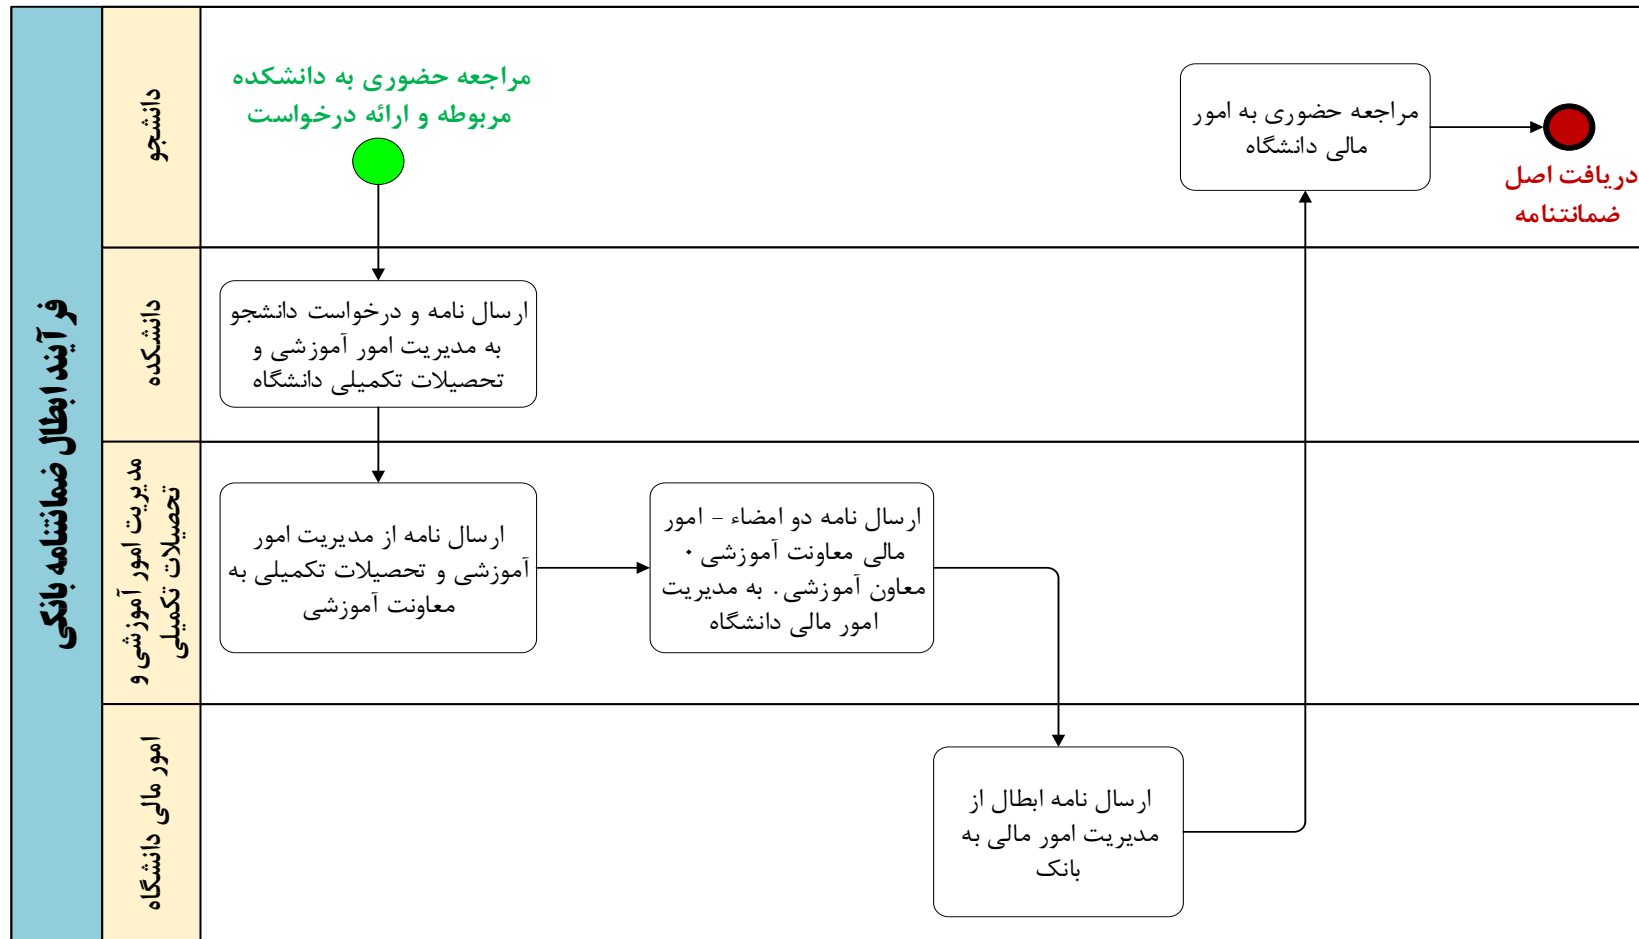 فرآیند ابطال ضمانتنامه بانکی
دانشجو
مراجعه حضوری به دانشکده
مربوطه و ارائه درخواست
مراجعه حضوری به امور
مالی دانشگاه
دریافت اصل
ضمانتنامه
دانشکده
ارسال نامه و درخواست دانشجو
به مدیریت امور آموزشی و
تحصیلات تکمیلی دانشگاه
مدیریت امور آموزشی و
تحصیلات تکمیلی
ارسال نامه از مدیریت امور
آموزشی و تحصیلات تکمیلی به
معاونت آموزشی
ارسال نامه دو امضاء – امور
مالی معاونت آموزشی ۰
معاون آموزشی. به مدیریت
امور مالی دانشگاه
امور مالی دانشگاه
ارسال نامه ابطال از
مدیریت امور مالی به
بانک